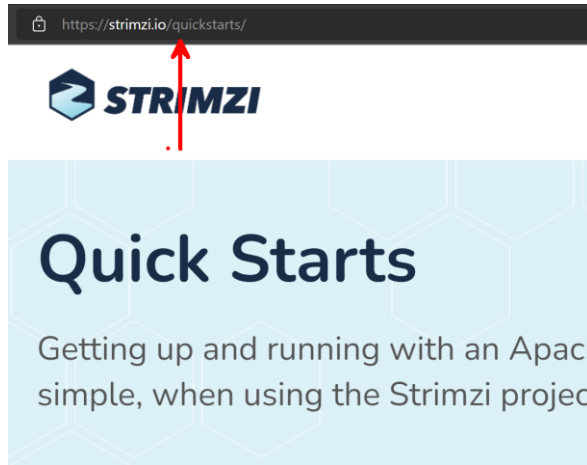 https://strimzi.io/quickstarts/
STRIMZI
Quick Starts
Getting up and running with an Apac
simple, when using the Strimzi projec